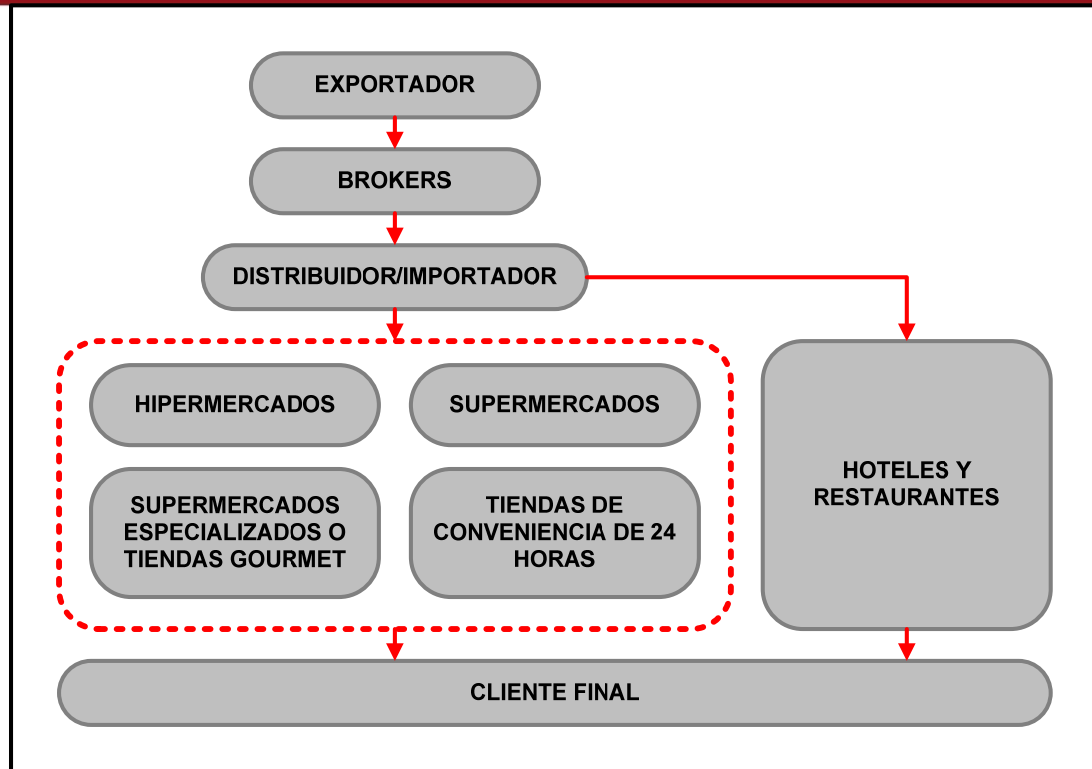 EXPORTADOR
BROKERS
DISTRIBUIDOR/IMPORTADOR
HIPERMERCADOS
SUPERMERCADOS
SUPERMERCADOS
ESPECIALIZADOS O
TIENDAS GOURMET
TIENDAS DE
CONVENIENCIA DE 24
HORAS
HOTELES Y
RESTAURANTES
CLIENTE FINAL